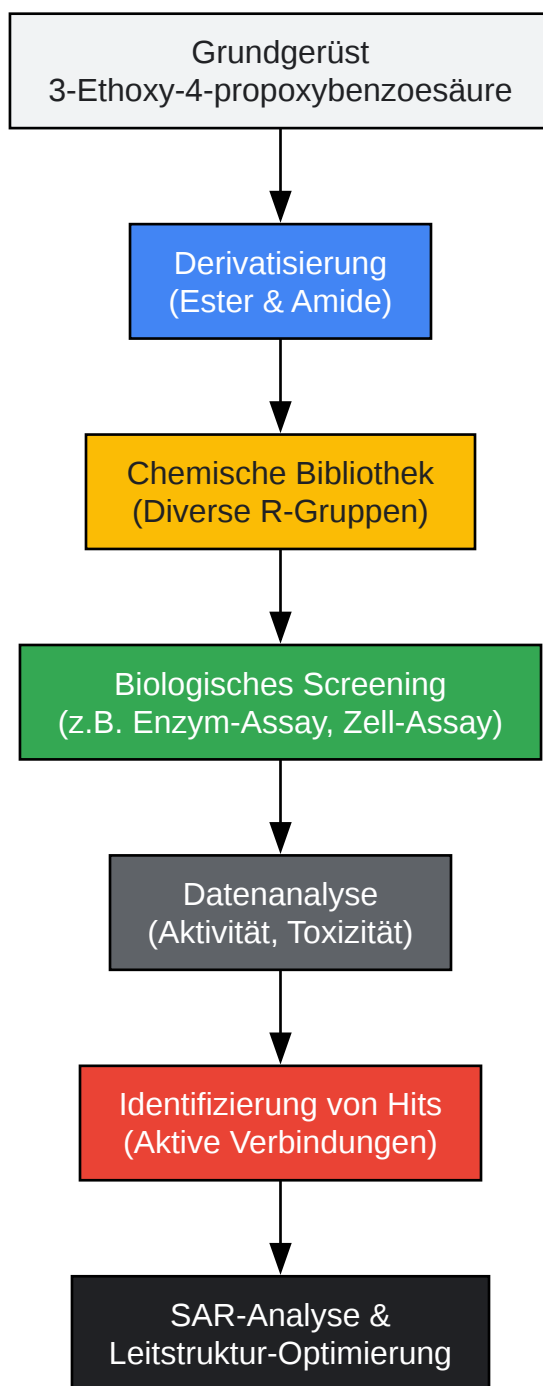 Grundgerüst
3-Ethoxy-4-propoxybenzoesäure
Derivatisierung
(Ester & Amide)
Chemische Bibliothek
(Diverse R-Gruppen)
Biologisches Screening
(z.B. Enzym-Assay, Zell-Assay)
Datenanalyse
(Aktivität, Toxizität)
Identifizierung von Hits
(Aktive Verbindungen)
SAR-Analyse &
Leitstruktur-Optimierung